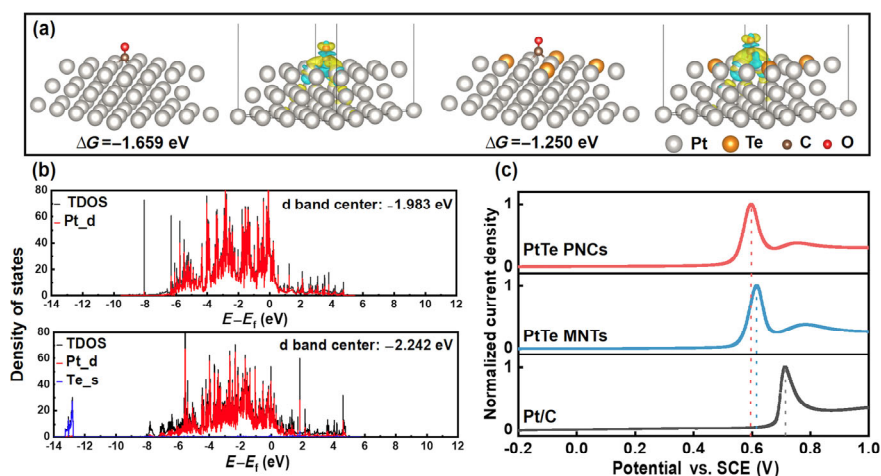 (a)
ΔG=−1.659 eV
ΔG=−1.250 eV
Pt Te C O
(b)
80
60
40
20
0
TDOS
Pt_d
d band center: −1.983 eV
-14 -12 -10 -8 -6 -4 -2 0 2 4 6 8 10 12
E−Ef (eV)
Density of states
80
60
40
20
0
TDOS
Pt_d
Te_s
d band center: −2.242 eV
-14 -12 -10 -8 -6 -4 -2 0 2 4 6 8 10 12
E−Ef (eV)
(c)
Normalized current density
1
PtTe PNCs
0
1
PtTe MNTs
0
1
Pt/C
0
-0.2 0.0 0.2 0.4 0.6 0.8 1.0
Potential vs. SCE (V)